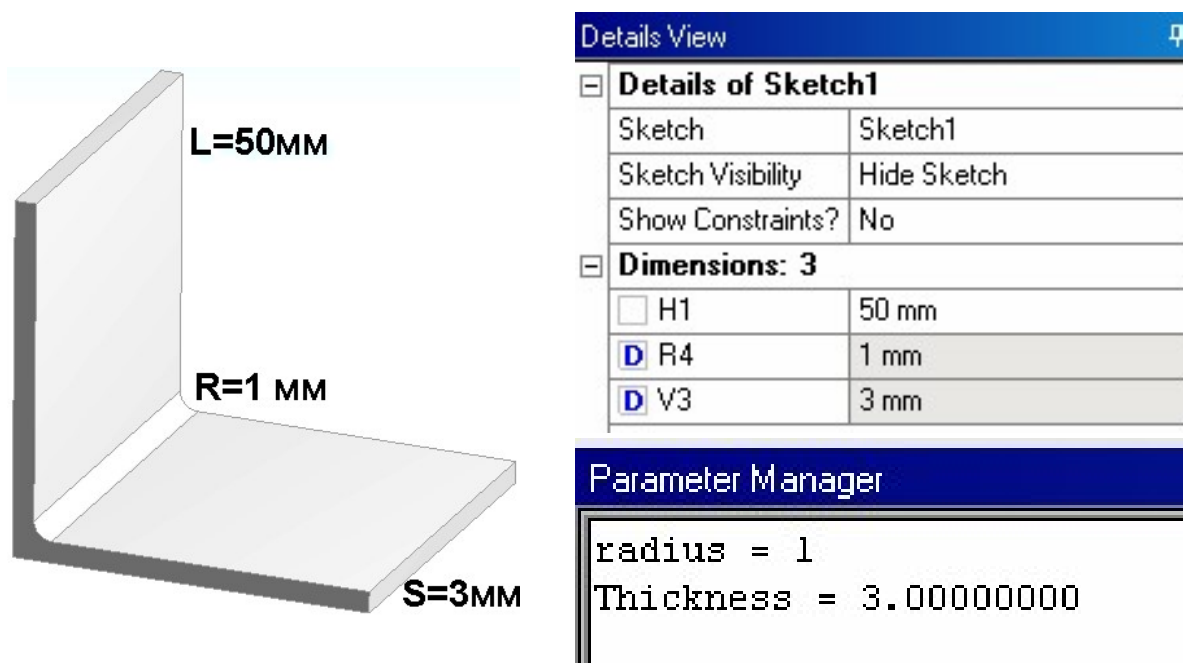 L=50мм
R=1 мм
S=3мм
Details View
Details of Sketch1
Sketch Sketch1
Sketch Visibility Hide Sketch
Show Constraints? No
Dimensions: 3
H1 50 mm
D R4 1 mm
D V3 3 mm
Parameter Manager
radius = 1
Thickness = 3.00000000